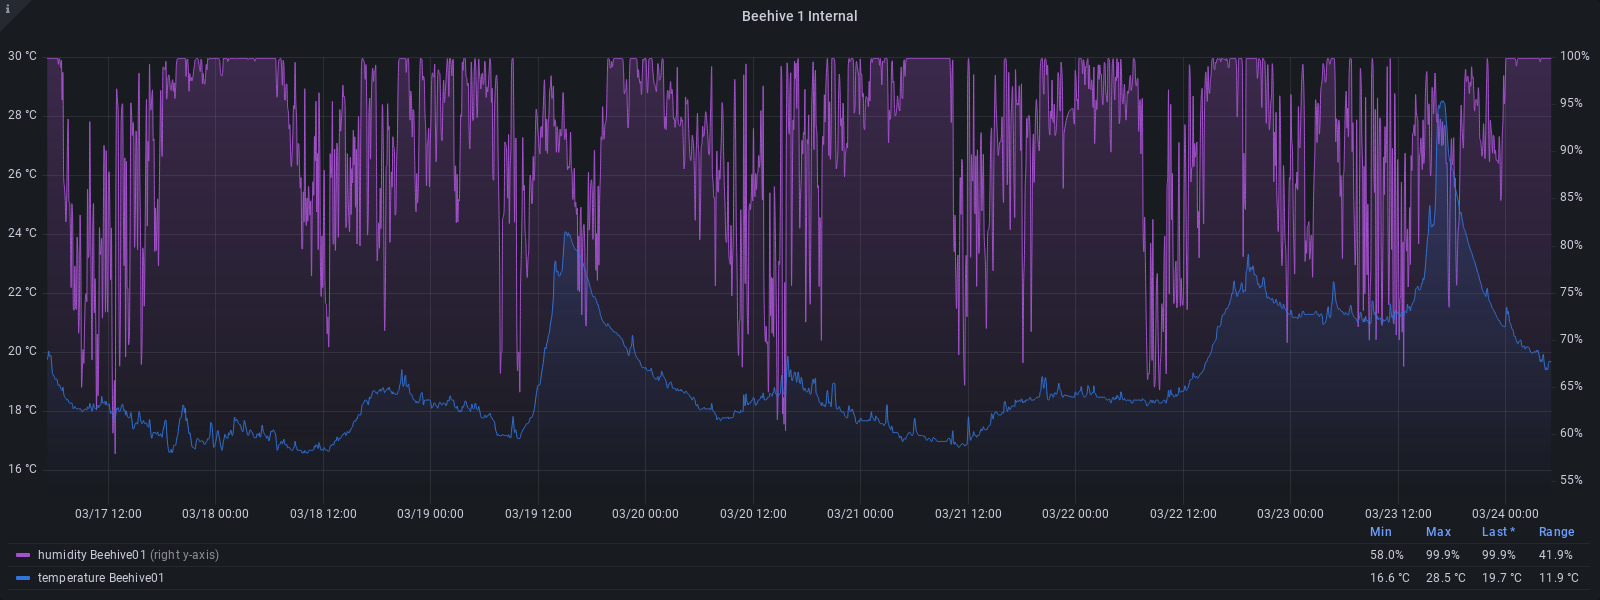 i
Beehive 1 Internal
30 °C
28 °C
26 °C
24 °C
22 °C
20 °C
18 °C
16 °C
100%
95%
90%
85%
80%
75%
70%
65%
60%
55%
03/17 12:00 03/18 00:00 03/18 12:00 03/19 00:00 03/19 12:00 03/20 00:00 03/20 12:00 03/21 00:00 03/21 12:00 03/22 00:00 03/22 12:00 03/23 00:00 03/23 12:00 03/24 00:00
Min Max Last * Range
humidity Beehive01 (right y-axis) 58.0% 99.9% 99.9% 41.9%
temperature Beehive01 16.6 °C 28.5 °C 19.7 °C 11.9 °C